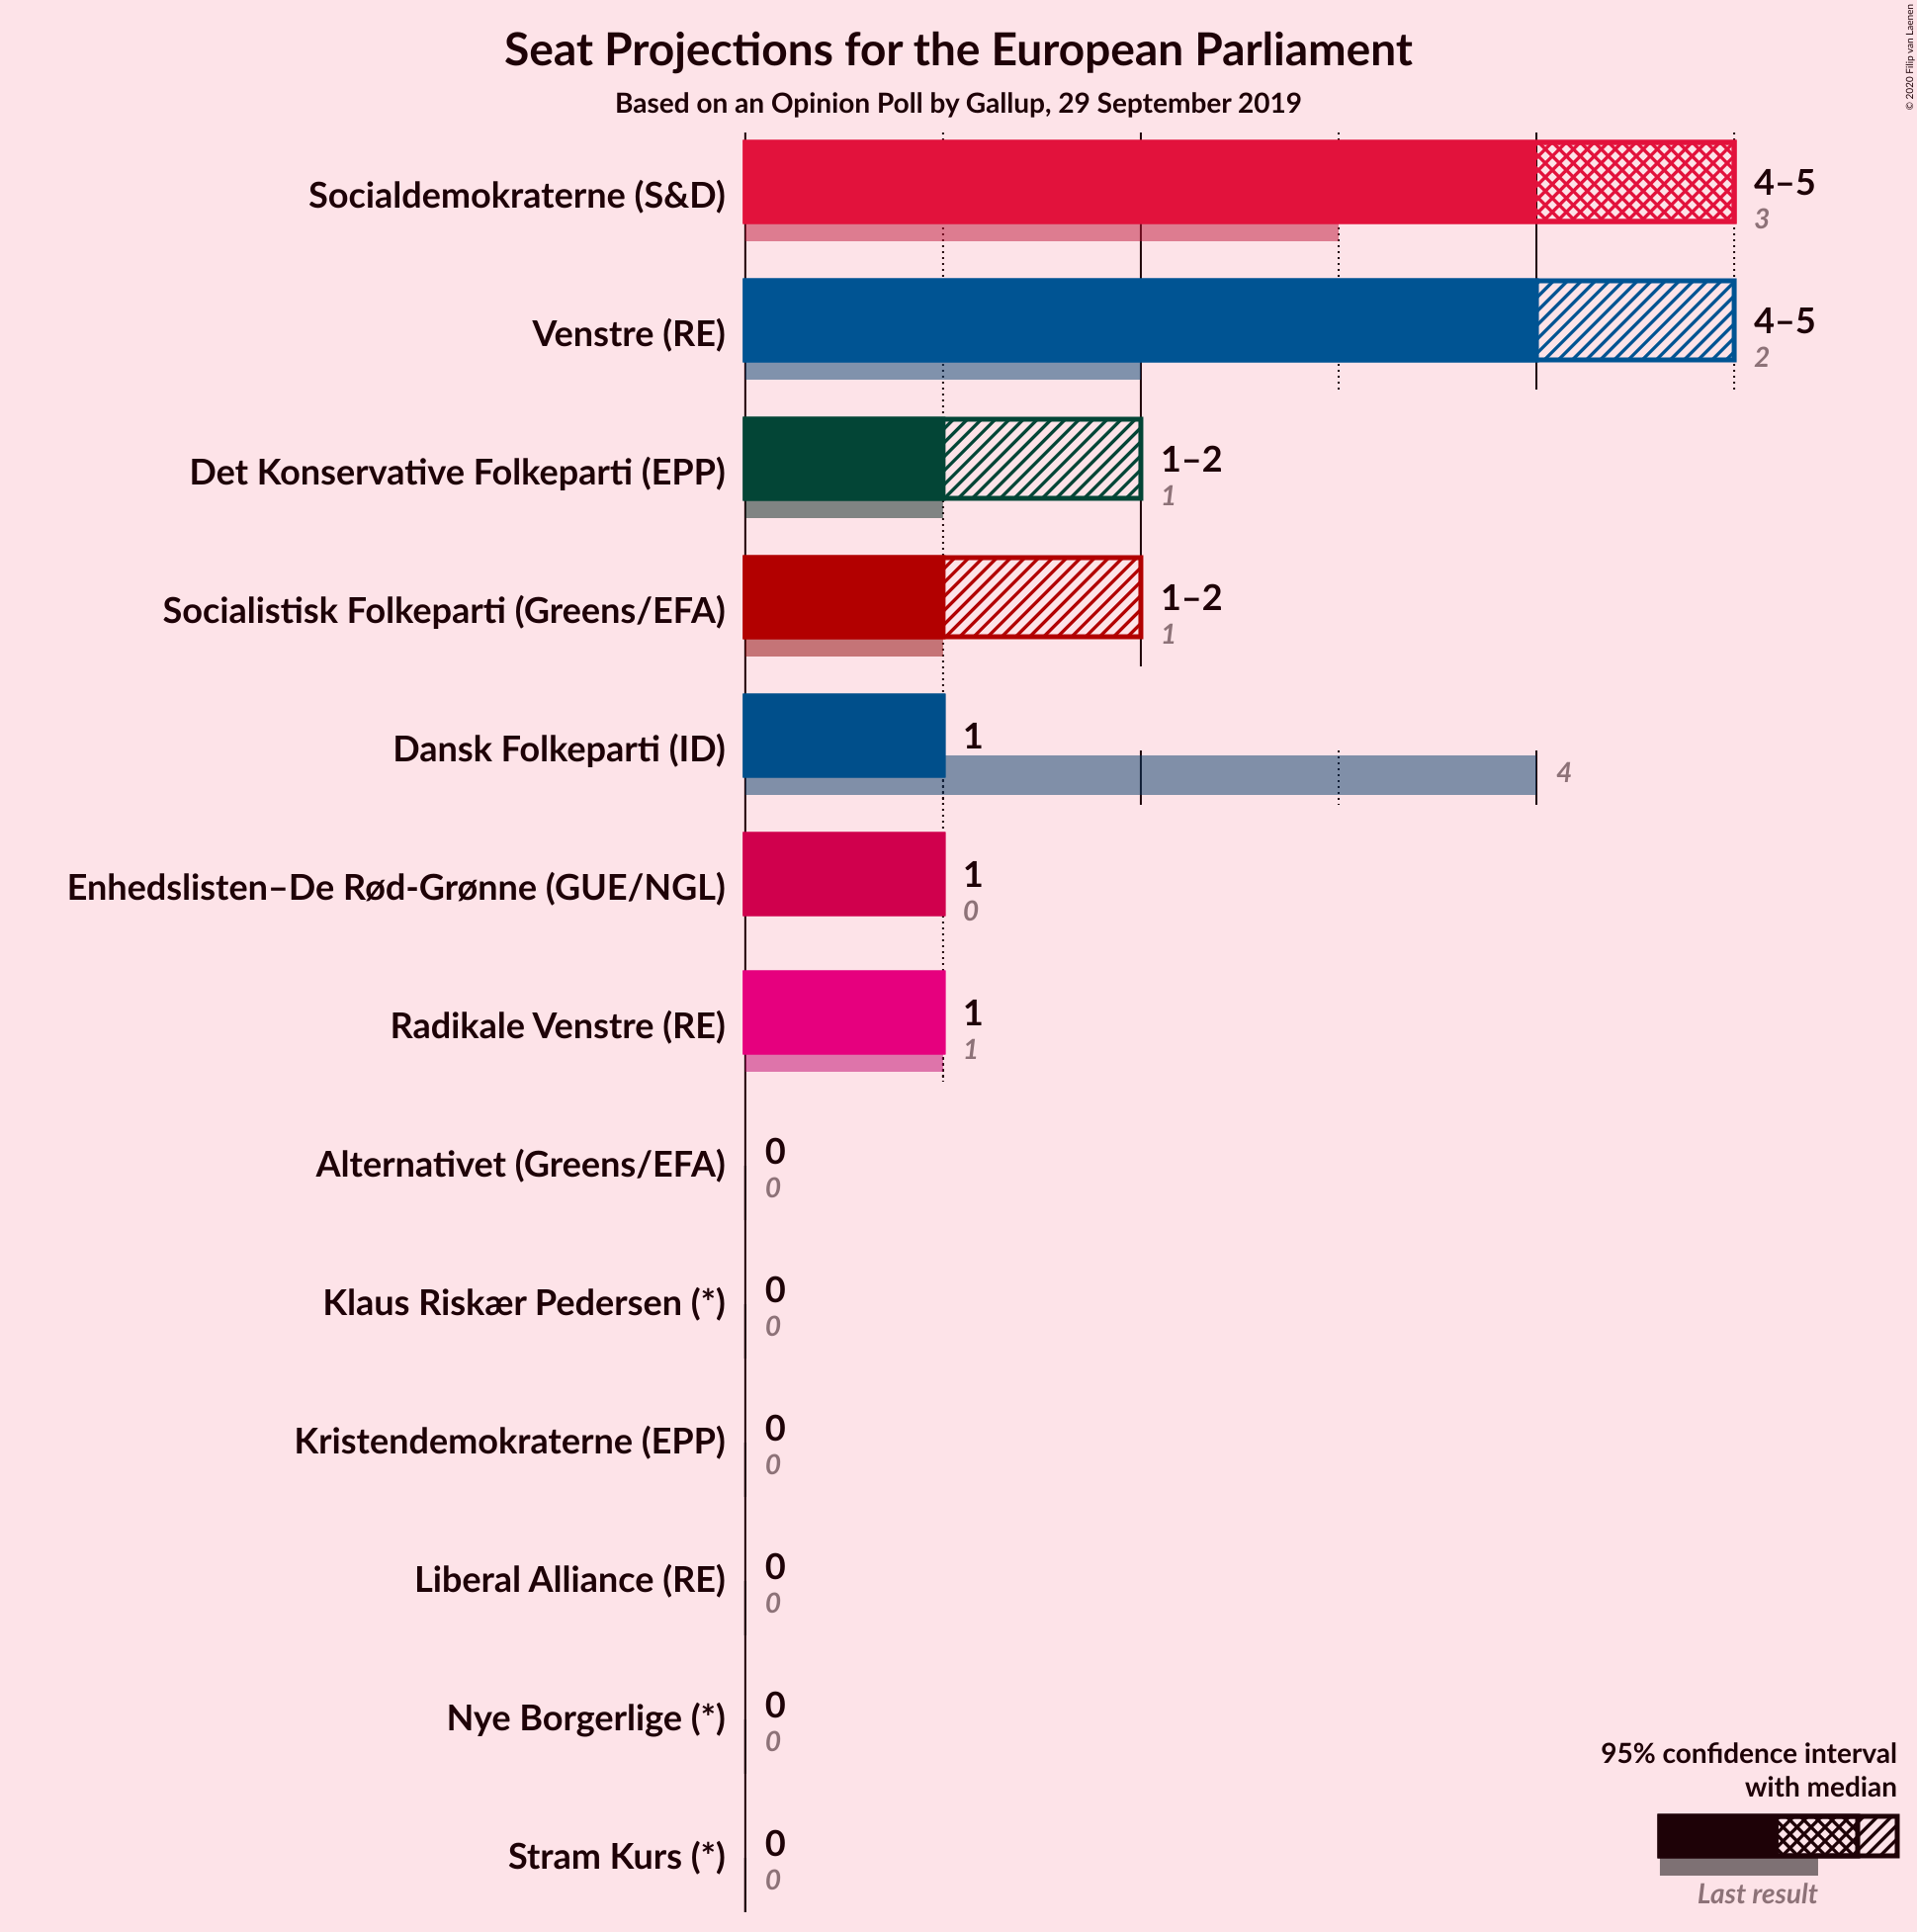 Seat Projections for the European Parliament
Based on an Opinion Poll by Gallup, 29 September 2019
© 2020 Filip van Laenen
Socialdemokraterne (S&D)
4–5
3
Venstre (RE)
4–5
2
Det Konservative Folkeparti (EPP)
1–2
1
Socialistisk Folkeparti (Greens/EFA)
1–2
1
Dansk Folkeparti (ID)
1
4
Enhedslisten–De Rød-Grønne (GUE/NGL)
1
0
Radikale Venstre (RE)
1
1
Alternativet (Greens/EFA)
0
0
Klaus Riskær Pedersen (*)
0
0
Kristendemokraterne (EPP)
0
0
Liberal Alliance (RE)
0
0
Nye Borgerlige (*)
0
0
Stram Kurs (*)
0
0
95% confidence interval
with median
Last result